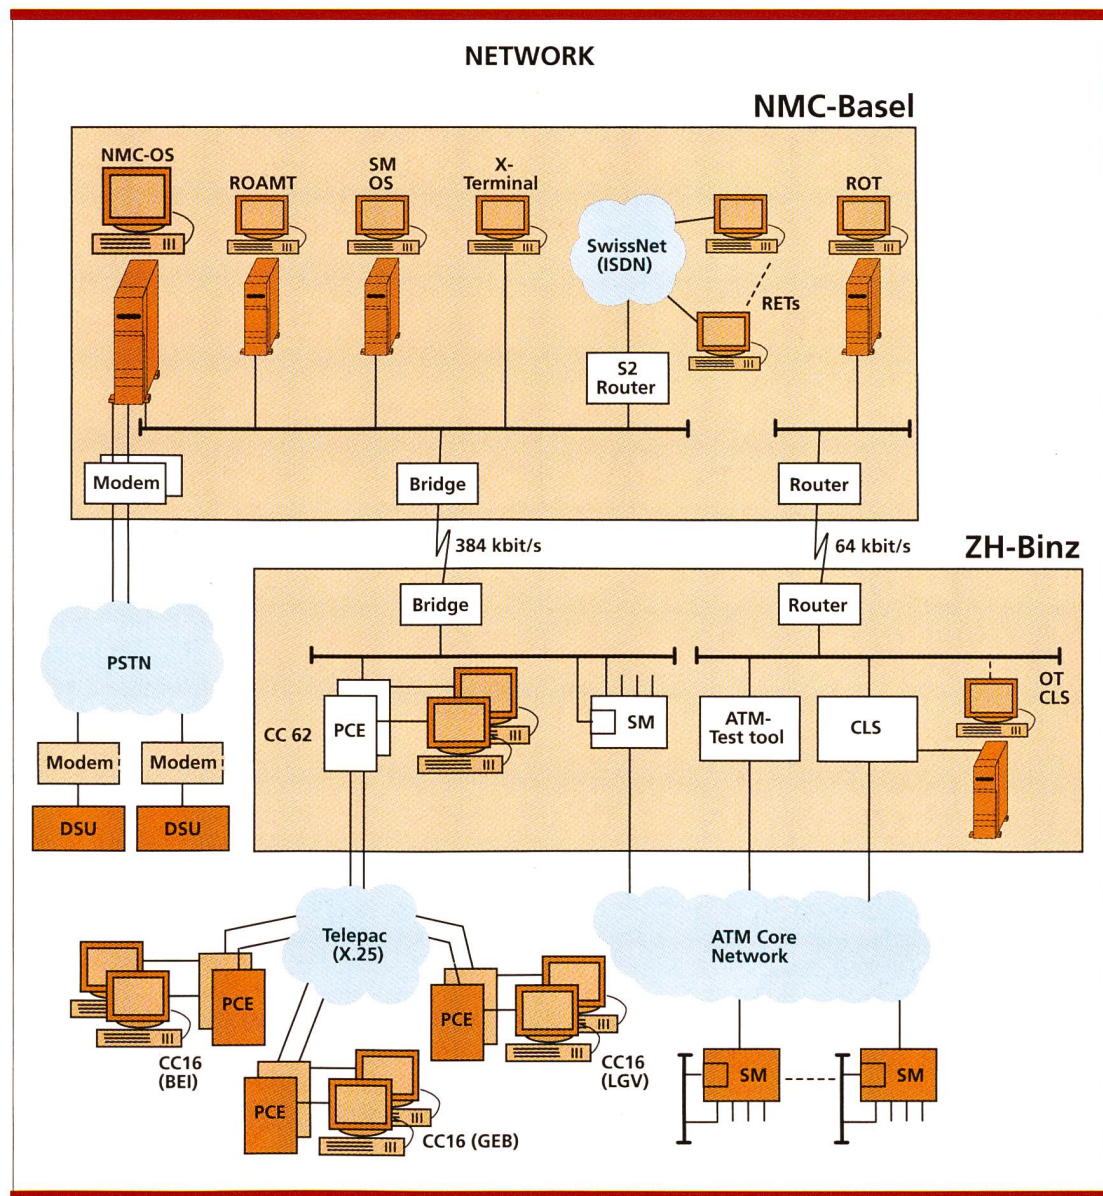 NETWORK
NMC-Basel
NMC-OS
ROAMT
SM
OS
X-
Terminal
ROT
SwissNet
(ISDN)
RETs
S2
Router
Modem
Bridge
Router
384 kbit/s
64 kbit/s
ZH-Binz
Bridge
Router
PSTN
OT
CLS
CC 62
PCE
SM
ATM-
Test tool
CLS
Modem
Modem
DSU
DSU
Telepac
(X.25)
ATM Core
Network
PCE
PCE
CC16
(BEI)
CC16
(LGV)
SM
SM
PCE
CC16 (GEB)